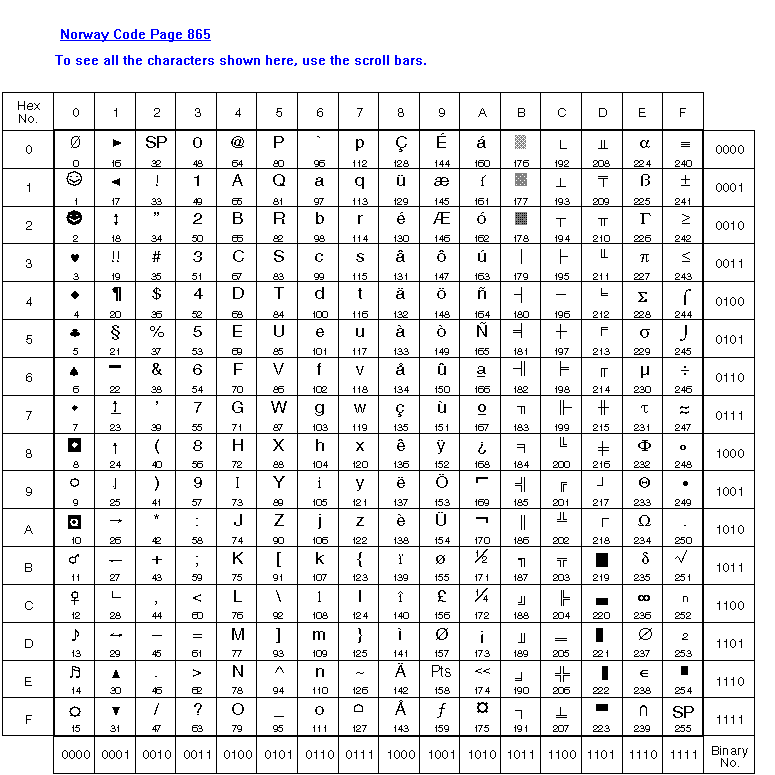 Norway Code Page 865
To see all the characters shown here, use the scroll bars.
Hex No. 0 1 2 3 4 5 6 7 8 9 A B C D E F
0 Ø ► SP 0 @ P ` p Ç É á ░ └ ╨ α ≡ 0000
0 16 32 48 64 80 96 112 128 144 160 176 192 208 224 240
1 ☺ ◄ ! 1 A Q a q ü æ í ▒ ┴ ╤ ß ± 0001
1 17 33 49 65 81 97 113 129 145 161 177 193 209 225 241
2 ☻ ↕ " 2 B R b r é Æ ó ▓ ┬ ╥ Γ ≥ 0010
2 18 34 50 66 82 98 114 130 146 162 178 194 210 226 242
3 ♥ ‼ # 3 C S c s â ô ú │ ├ ╙ π ≤ 0011
3 19 35 51 67 83 99 115 131 147 163 179 195 211 227 243
4 ♦ ¶ $ 4 D T d t ä ö ñ ┤ ─ ╘ Σ ⌠ 0100
4 20 36 52 68 84 100 116 132 148 164 180 196 212 228 244
5 ♣ § % 5 E U e u à ò Ñ ╡ ┼ ╒ σ ⌡ 0101
5 21 37 53 69 85 101 117 133 149 165 181 197 213 229 245
6 ♠ ▬ & 6 F V f v å û a ╢ ╞ ╓ µ ÷ 0110
6 22 38 54 70 86 102 118 134 150 166 182 198 214 230 246
7 • ↨ ' 7 G W g w ç ù o ╖ ╟ ╫ τ ≈ 0111
7 23 39 55 71 87 103 119 135 151 167 183 199 215 231 247
8 ◘ ↑ ( 8 H X h x ê ÿ ¿ ╕ ╚ ╪ Φ ° 1000
8 24 40 56 72 88 104 120 136 152 168 184 200 216 232 248
9 ○ ↓ ) 9 I Y i y ë Ö ⌐ ╣ ╔ ┘ Θ • 1001
9 25 41 57 73 89 105 121 137 153 169 185 201 217 233 249
A ◙ → * : J Z j z è Ü ¬ ║ ╩ ┌ Ω · 1010
10 26 42 58 74 90 106 122 138 154 170 186 202 218 234 250
B ♂ ← + ; K [ k { ï ø ½ ╗ ╦ █ δ √ 1011
11 27 43 59 75 91 107 123 139 155 171 187 203 219 235 251
C ♀ ∟ , < L \ l | î £ ¼ ╝ ╠ ▄ ∞ n 1100
12 28 44 60 76 92 108 124 140 156 172 188 204 220 236 252
D ♪ ↔ − = M ] m } ì Ø ¡ ╜ ═ ▌ ∅ 2 1101
13 29 45 61 77 93 109 125 141 157 173 189 205 221 237 253
E ♫ ▲ . > N ^ n ~ Ä Pts << ╛ ╬ ▐ ∈ ■ 1110
14 30 46 62 78 94 110 126 142 158 174 190 206 222 238 254
F ☼ ▼ / ? O _ o ⌂ Å ƒ ¤ ┐ ╧ ▀ ∩ SP 1111
15 31 47 63 79 95 111 127 143 159 175 191 207 223 239 255
0000 0001 0010 0011 0100 0101 0110 0111 1000 1001 1010 1011 1100 1101 1110 1111 Binary No.